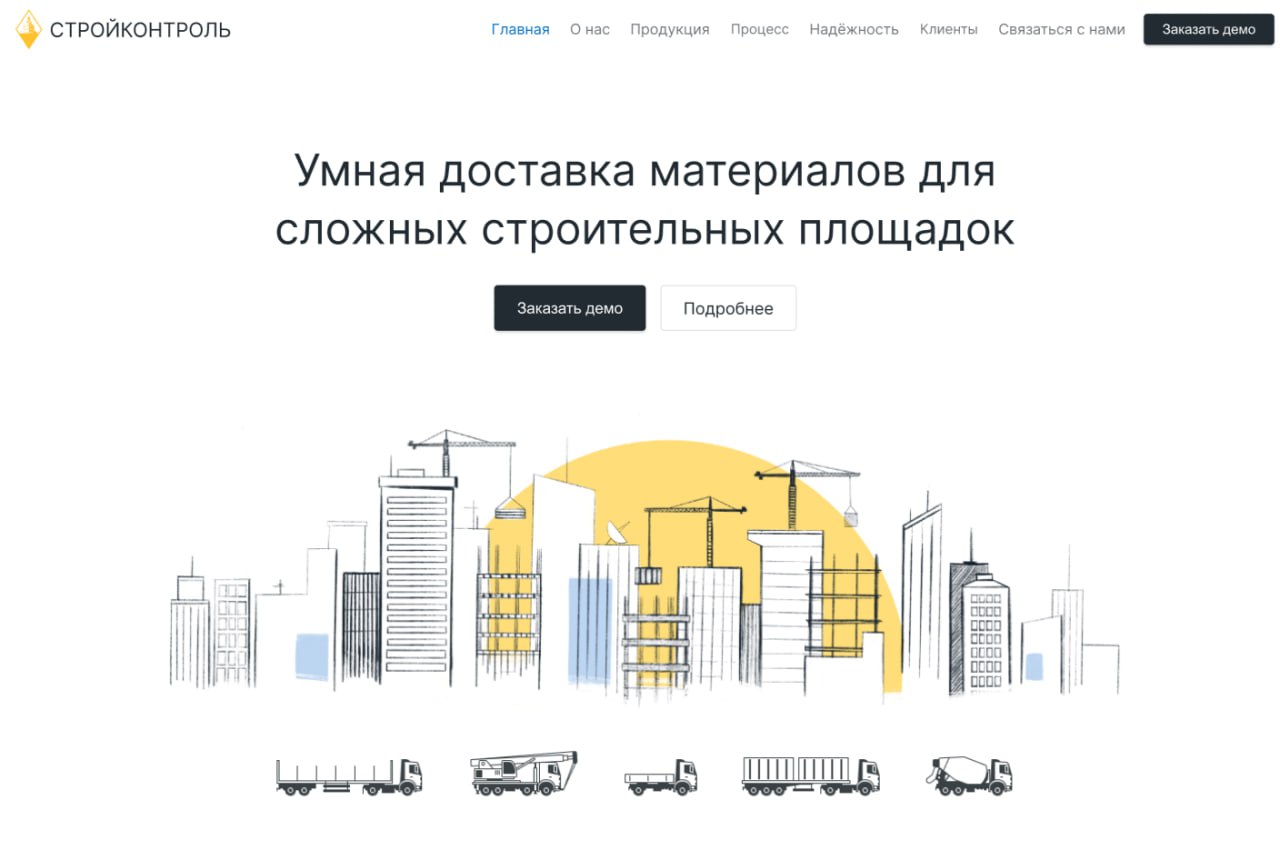 СТРОЙКОНТРОЛЬ
Главная О нас Продукция Процесс Надёжность Клиенты Связаться с нами Заказать демо
Умная доставка материалов для
сложных строительных площадок
Заказать демо Подробнее